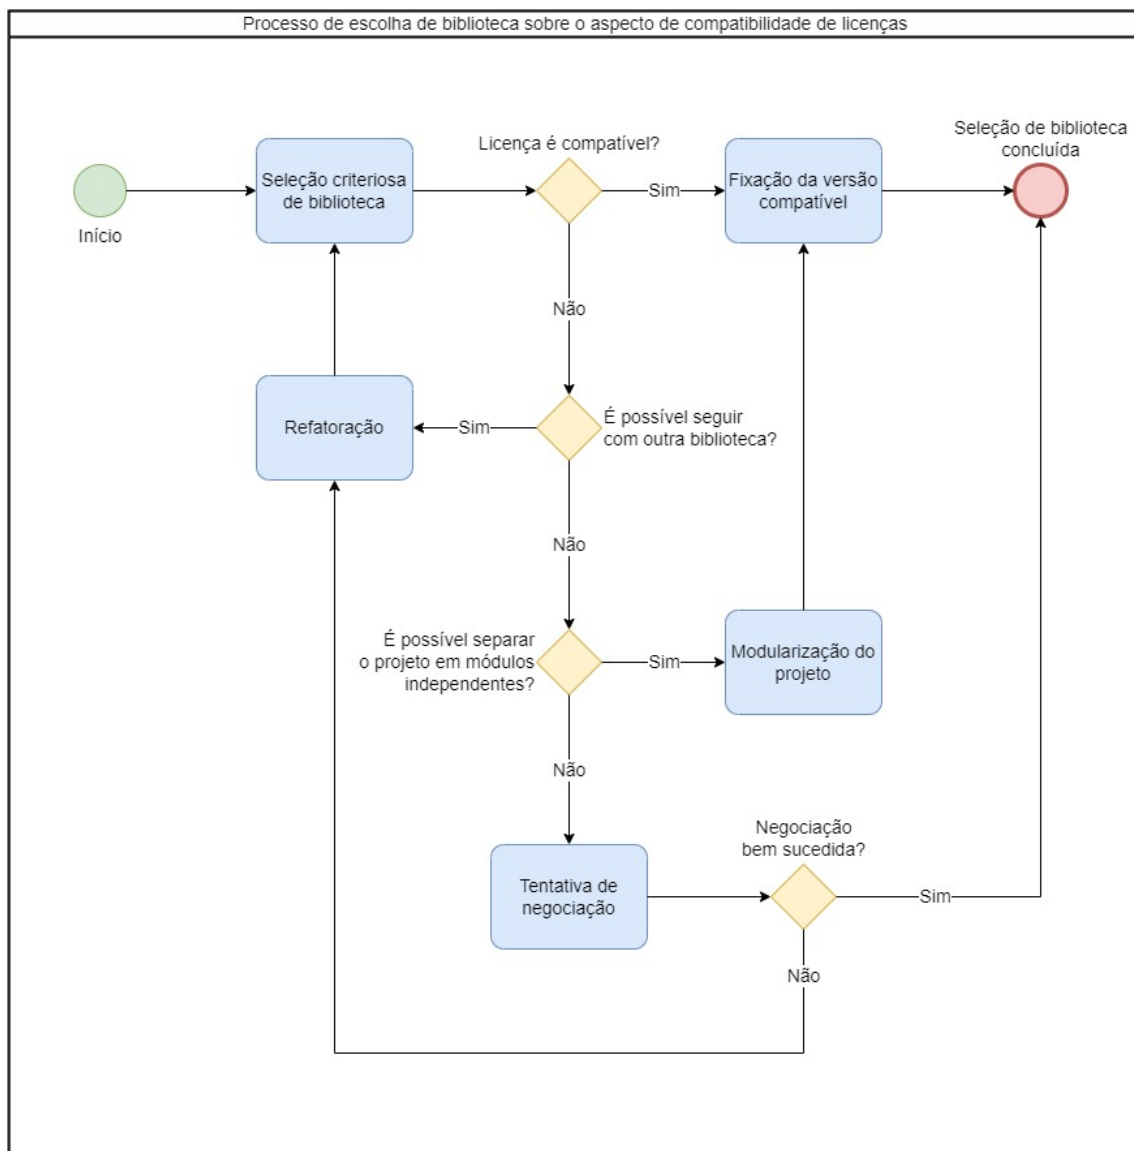 Processo de escolha de biblioteca sobre o aspecto de compatibilidade de licenças
Início
Seleção criteriosa
de biblioteca
Licença é compatível?
Sim
Fixação da versão
compatível
Seleção de biblioteca
concluída
Não
Refatoração
Sim
É possível seguir
com outra biblioteca?
Não
É possível separar
o projeto em módulos
independentes?
Sim
Modularização do
projeto
Não
Tentativa de
negociação
Negociação
bem sucedida?
Sim
Não